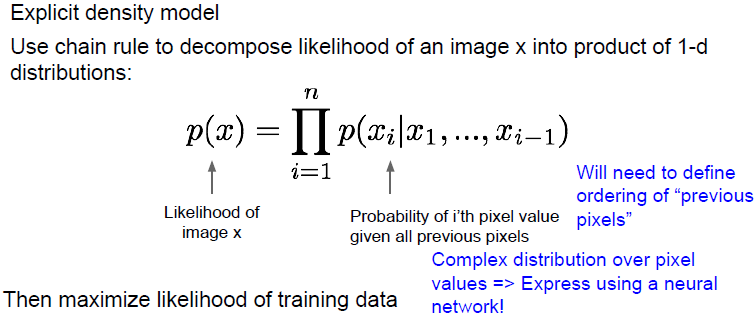 Explicit density model
Use chain rule to decompose likelihood of an image x into product of 1-d
distributions:
p(x) = ∏_{i=1}^{n} p(x_i|x_1, ..., x_{i-1})
Will need to define
ordering of “previous
pixels”
Likelihood of
image x
Probability of i’th pixel value
given all previous pixels
Complex distribution over pixel
values => Express using a neural
network!
Then maximize likelihood of training data